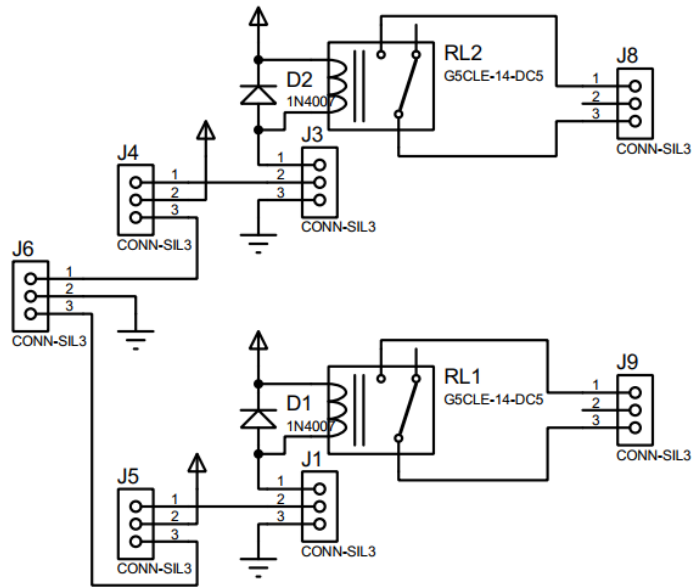 RL2
G5CLE-14-DC5
J8
1
2
3
CONN-SIL3
D2
1N4007
J3
1
2
3
CONN-SIL3
J4
1
2
3
CONN-SIL3
J6
1
2
3
CONN-SIL3
RL1
G5CLE-14-DC5
J9
1
2
3
CONN-SIL3
D1
1N4007
J1
1
2
3
CONN-SIL3
J5
1
2
3
CONN-SIL3